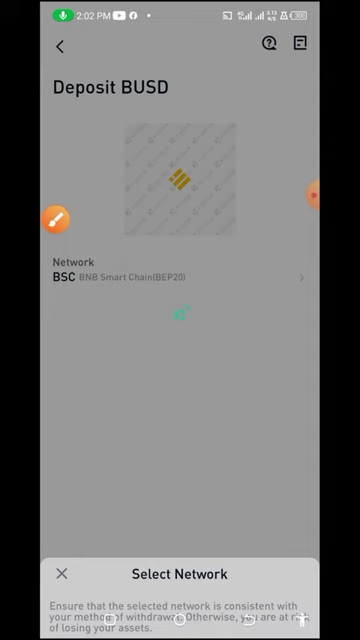 2:02 PM
Deposit BUSD
Network
BSC BNB Smart Chain(BEP20)
Select Network
Ensure that the selected network is consistent with
your method of withdrawal. Otherwise, you are at risk
of losing your assets.